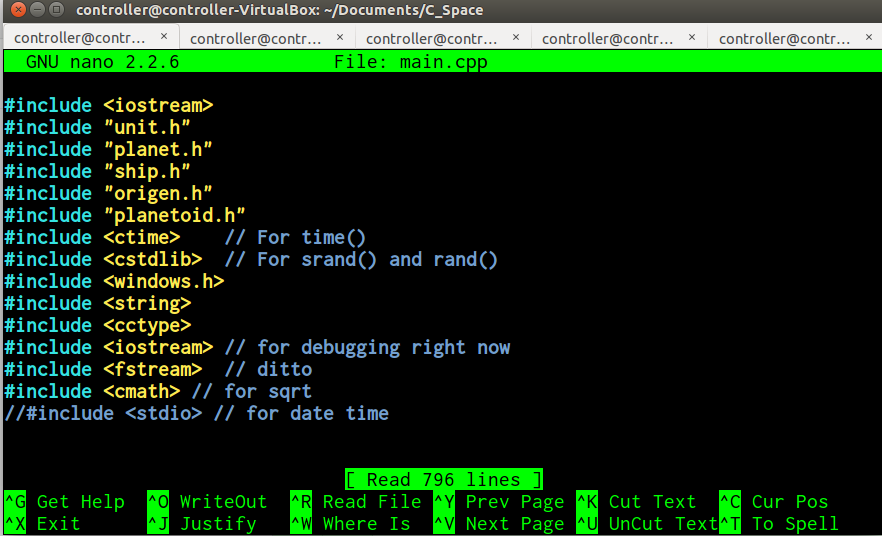 controller@controller-VirtualBox: ~/Documents/C_Space
controller@contr... × controller@contr... × controller@contr... × controller@contr... × controller@contr... ×
GNU nano 2.2.6 File: main.cpp
#include <iostream>
#include "unit.h"
#include "planet.h"
#include "ship.h"
#include "origen.h"
#include "planetoid.h"
#include <ctime> // For time()
#include <cstdlib> // For srand() and rand()
#include <windows.h>
#include <string>
#include <cctype>
#include <iostream> // for debugging right now
#include <fstream> // ditto
#include <cmath> // for sqrt
//#include <stdio> // for date time
[ Read 796 lines ]
^G Get Help ^O WriteOut ^R Read File ^Y Prev Page ^K Cut Text ^C Cur Pos
^X Exit ^J Justify ^W Where Is ^V Next Page ^U UnCut Text ^T To Spell